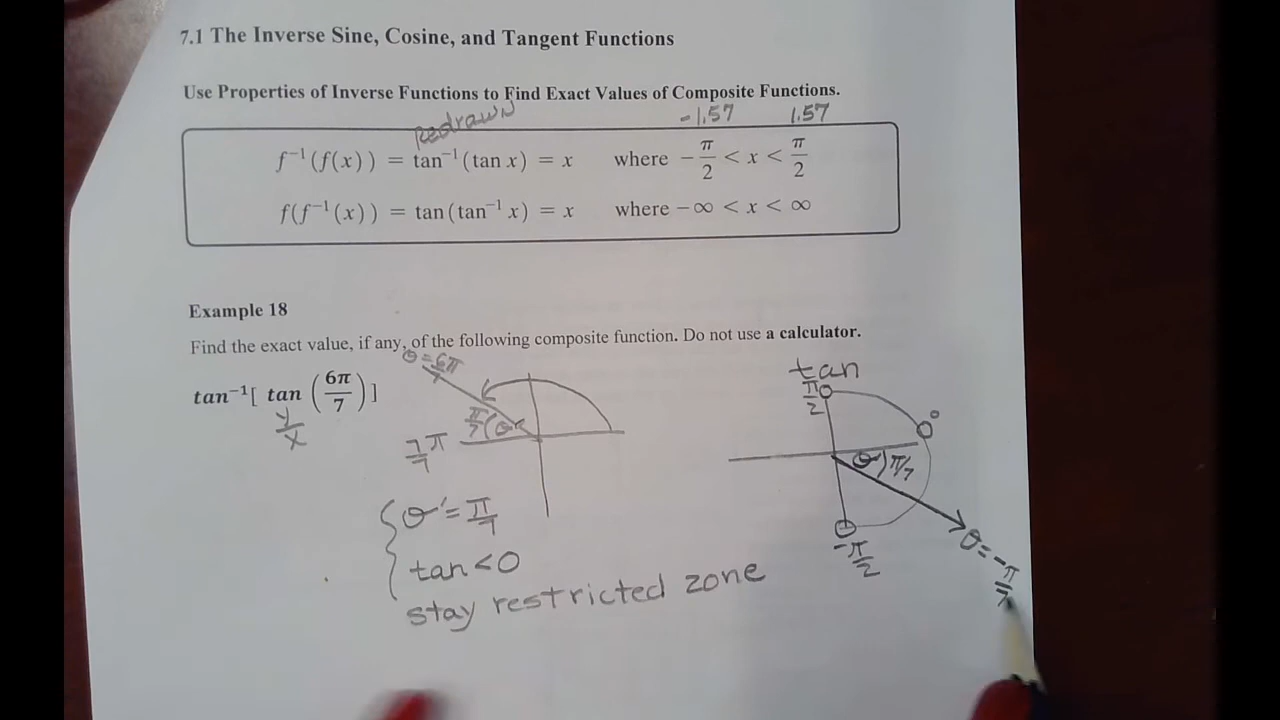 7.1 The Inverse Sine, Cosine, and Tangent Functions
Use Properties of Inverse Functions to Find Exact Values of Composite Functions.
Redrawn -1.57 1.57
f⁻¹(f(x)) = tan⁻¹(tan x) = x where -π/2 < x < π/2
f(f⁻¹(x)) = tan(tan⁻¹ x) = x where -∞ < x < ∞
Example 18
Find the exact value, if any, of the following composite function. Do not use a calculator.
θ = 6π/7
tan
tan⁻¹[ tan (6π/7) ]
y/x
π/7
7π/7
π/2
0
θ' π/7
θ' = π/7
-π/2
θ = -π/7
tan < 0
stay restricted zone